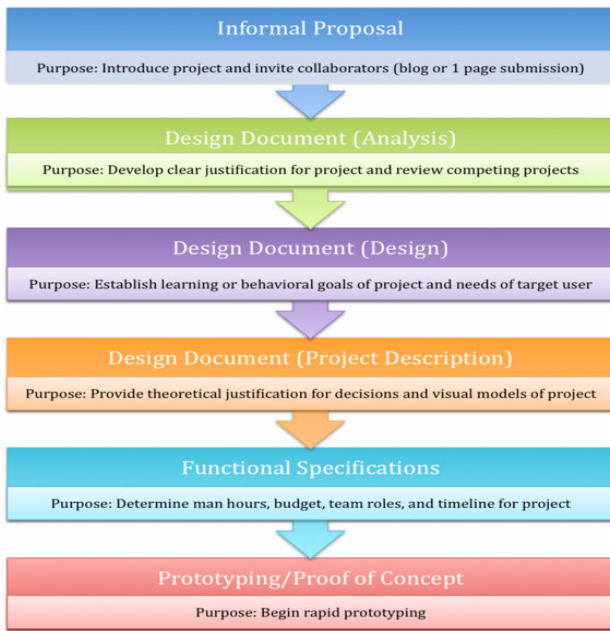 Informal Proposal
Purpose: Introduce project and invite collaborators (blog or 1 page submission)
Design Document (Analysis)
Purpose: Develop clear justification for project and review competing projects
Design Document (Design)
Purpose: Establish learning or behavioral goals of project and needs of target user
Design Document (Project Description)
Purpose: Provide theoretical justification for decisions and visual models of project
Functional Specifications
Purpose: Determine man hours, budget, team roles, and timeline for project
Prototyping/Proof of Concept
Purpose: Begin rapid prototyping